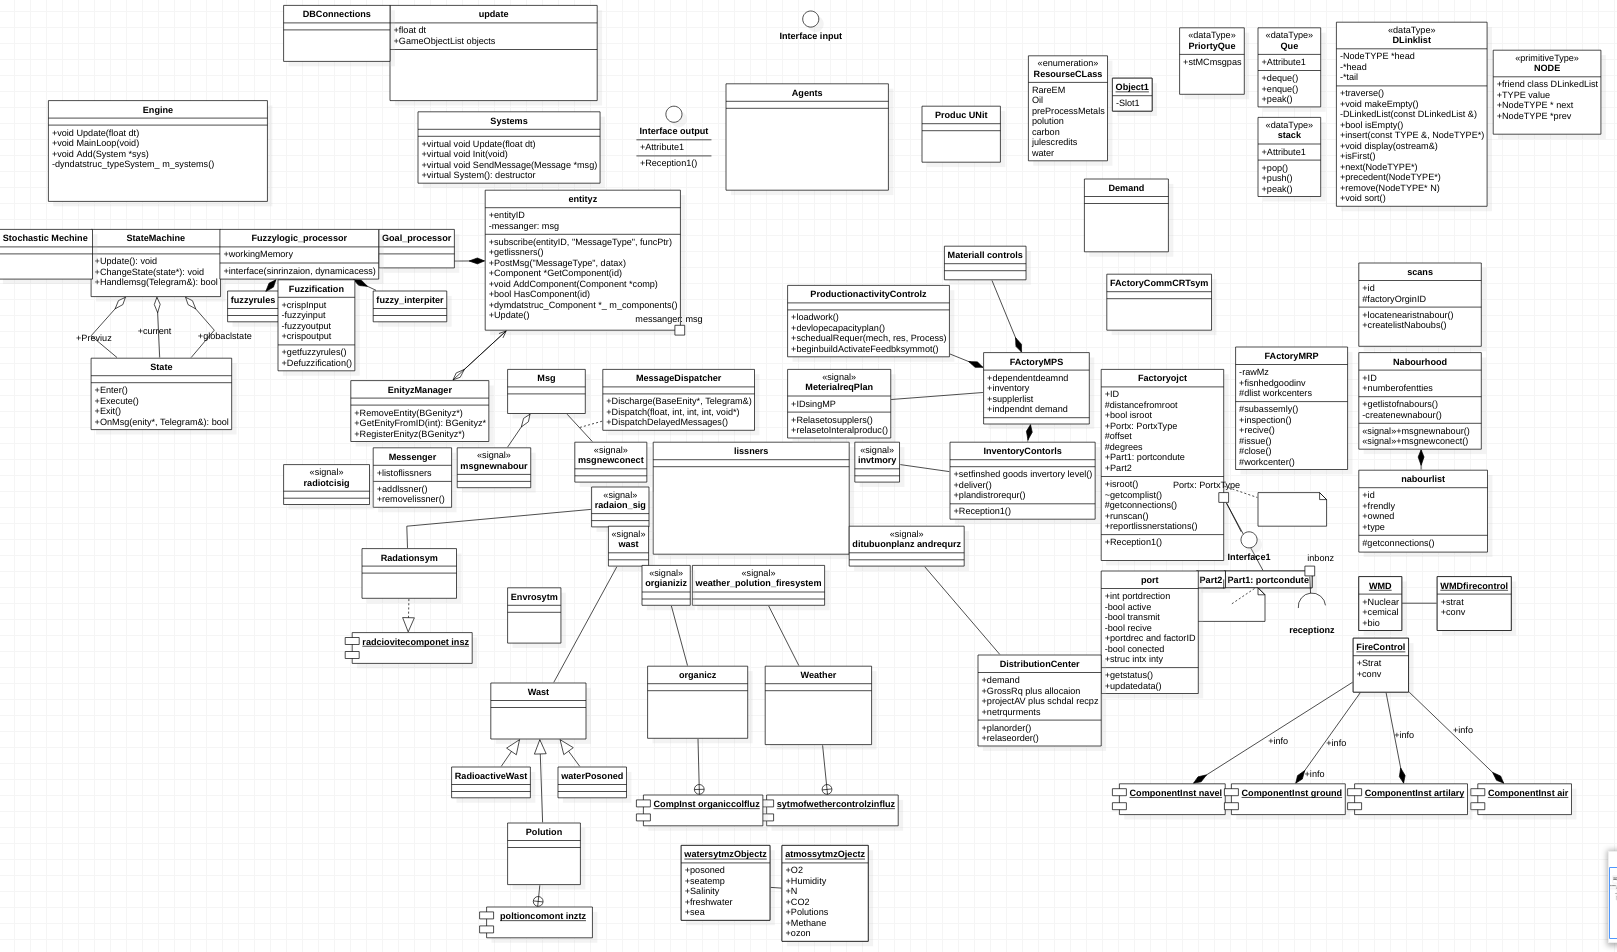 DBConnections
update
+float dt
+GameObjectList objects
Interface input
Engine
+void Update(float dt)
+void MainLoop(void)
+void Add(System *sys)
-dyndatstruc_typeSystem_ m_systems()
Systems
+virtual void Update(float dt)
+virtual void Init(void)
+virtual void SendMessage(Message *msg)
+virtual System(): destructor
Interface output
+Attribute1
+Reception1()
Agents
Produc UNit
«enumeration»
ResourseCLass
RareEM
Oil
preProcessMetals
polution
carbon
julescredits
water
Object1
-Slot1
«dataType»
PriortyQue
+stMCmsgpas
«dataType»
Que
+Attribute1
+deque()
+enque()
+peak()
«dataType»
stack
+Attribute1
+pop()
+push()
+peak()
«dataType»
DLinklist
-NodeTYPE *head
-*head
-*tail
+traverse()
+void makeEmpty()
-DLinkedList(const DLinkedList &)
+bool isEmpty()
+insert(const TYPE &, NodeTYPE*)
+void display(ostream&)
+isFirst()
+next(NodeTYPE*)
+precedent(NodeTYPE*)
+remove(NodeTYPE* N)
+void sort()
«primitiveType»
NODE
+friend class DLinkedList
+TYPE value
+NodeTYPE * next
+NodeTYPE *prev
Demand
entityz
+entityID
-messanger: msg
+subscribe(entityID, "MessageType", funcPtr)
+getlissners()
+PostMsg("MessageType", datax)
+Component *GetComponent(id)
+void AddComponent(Component *comp)
+bool HasComponent(id)
+dymdatstruc_Component *_ m_components()
+Update()
messanger: msg
Stochastic Mechine
StateMachine
+Update(): void
+ChangeState(state*): void
+Handlemsg(Telegram&): bool
Fuzzylogic_processor
+workingMemory
+interface(sinrinzaion, dynamicacess)
Goal_processor
fuzzyrules
Fuzzification
+crispInput
-fuzzyinput
-fuzzyoutput
+crispoutput
+getfuzzyrules()
+Defuzzification()
fuzzy_interpiter
+Previuz
+current
+globaclstate
State
+Enter()
+Execute()
+Exit()
+OnMsg(enity*, Telegram&): bool
Materiall controls
ProductionactivityControlz
+loadwork()
+devlopecapacityplan()
+schedualRequer(mech, res, Process)
+beginbuildActivateFeedbksymmot()
FActoryCommCRTsym
scans
+id
#factoryOrginID
+locatenearistnabour()
+createlistNaboubs()
FActoryMPS
+dependentdeamnd
+inventory
+supplerlist
+indpendnt demand
FActoryMRP
-rawMz
+fisnhedgoodinv
#dlist workcenters
#subassemly()
+inspection()
+recive()
#issue()
#close()
#workcenter()
Nabourhood
+ID
+numberofentties
+getlistofnabours()
-createnewnabour()
«signal»+msgnewnabour()
«signal»+msgnewconect()
EnityzManager
+RemoveEntity(BGenityz*)
+GetEnityFromID(int): BGenityz*
+RegisterEnityz(BGenityz*)
Msg
MessageDispatcher
+Discharge(BaseEnity*, Telegram&)
+Dispatch(float, int, int, int, void*)
+DispatchDelayedMessages()
«signal»
MeterialreqPlan
+IDsingMP
+Relasetosupplers()
+relasetoInteralproduc()
Factoryojct
+ID
#distancefromroot
+bool isroot
+Portx: PortxType
#offset
#degrees
+Part1: portcondute
+Part2
+isroot()
~getcomplist()
#getconnections()
+runscan()
+reportlissnerstations()
+Reception1()
Portx: PortxType
«signal»
radiotcisig
Messenger
+listoflissners
+addlssner()
+removelissner()
«signal»
msgnewnabour
«signal»
msgnewconect
lissners
«signal»
invtmory
InventoryContorls
+setfinshed goods invertory level()
+deliver()
+plandistrorequr()
+Reception1()
nabourlist
+id
+frendly
+owned
+type
#getconnections()
«signal»
radaion_sig
«signal»
wast
«signal»
ditubuonplanz andrequrz
Interface1
inbonz
Radationsym
«signal»
orgianiziz
«signal»
weather_polution_firesystem
port
+int portdrection
-bool active
-bool transmit
-bool recive
+portdrec and factorID
-bool conected
+struc intx inty
+getstatus()
+updatedata()
Part2
Part1: portcondute
receptionz
WMD
+Nuclear
+cemical
+bio
WMDfirecontrol
+strat
+conv
Envrosytm
radciovitecomponet insz
FireControl
+Strat
+conv
DistributionCenter
+demand
+GrossRq plus allocaion
+projectAV plus schdal recpz
+netrqurments
+planorder()
+relaseorder()
organicz
Weather
Wast
+info
+info
+info
+info
+info
RadioactiveWast
waterPosoned
CompInst organiccolfluz
sytmofwethercontrolzinfluz
ComponentInst navel
ComponentInst ground
ComponentInst artilary
ComponentInst air
Polution
watersytmzObjectz
+posoned
+seatemp
+Salinity
+freshwater
+sea
atmossytmzOjectz
+O2
+Humidity
+N
+CO2
+Polutions
+Methane
+ozon
poltioncomont inztz